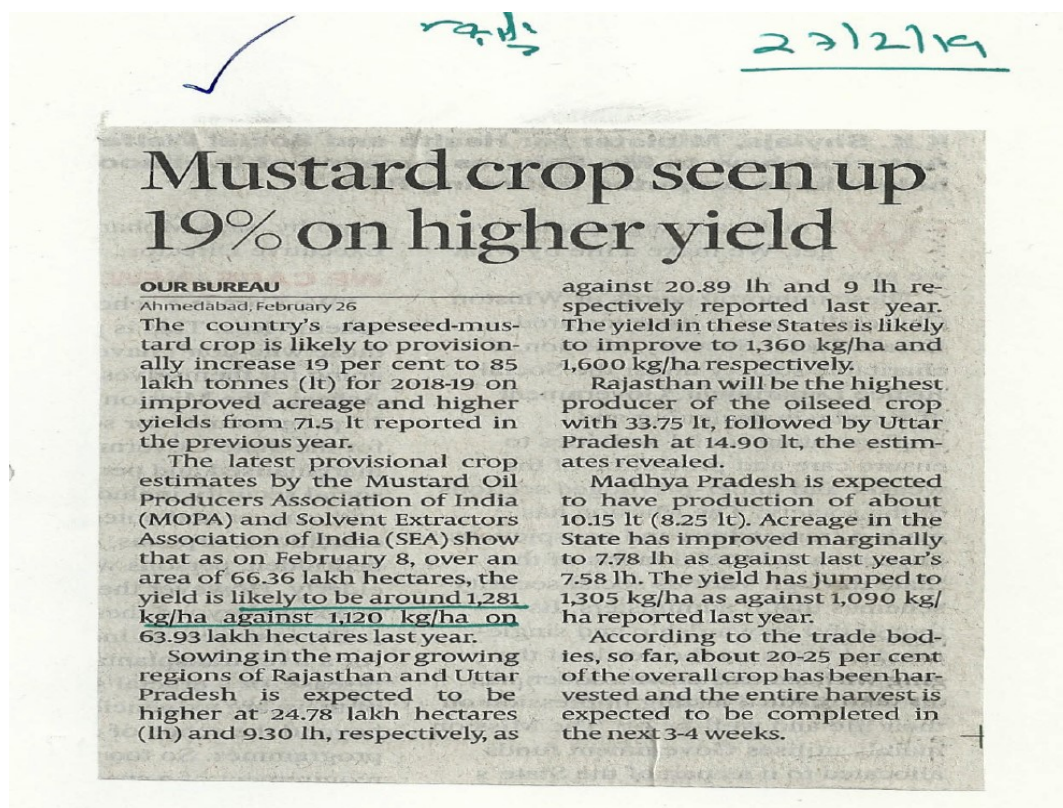 27/2/19
Mustard crop seen up
19% on higher yield
OUR BUREAU
Ahmedabad, February 26
The country's rapeseed-mus-
tard crop is likely to provision-
ally increase 19 per cent to 85
lakh tonnes (lt) for 2018-19 on
improved acreage and higher
yields from 71.5 lt reported in
the previous year.
The latest provisional crop
estimates by the Mustard Oil
Producers Association of India
(MOPA) and Solvent Extractors
Association of India (SEA) show
that as on February 8, over an
area of 66.36 lakh hectares, the
yield is likely to be around 1,281
kg/ha against 1,120 kg/ha on
63.93 lakh hectares last year.
Sowing in the major growing
regions of Rajasthan and Uttar
Pradesh is expected to be
higher at 24.78 lakh hectares
(lh) and 9.30 lh, respectively, as
against 20.89 lh and 9 lh re-
spectively reported last year.
The yield in these States is likely
to improve to 1,360 kg/ha and
1,600 kg/ha respectively.
Rajasthan will be the highest
producer of the oilseed crop
with 33.75 lt, followed by Uttar
Pradesh at 14.90 lt, the estim-
ates revealed.
Madhya Pradesh is expected
to have production of about
10.15 lt (8.25 lt). Acreage in the
State has improved marginally
to 7.78 lh as against last year's
7.58 lh. The yield has jumped to
1,305 kg/ha as against 1,090 kg/
ha reported last year.
According to the trade bod-
ies, so far, about 20-25 per cent
of the overall crop has been har-
vested and the entire harvest is
expected to be completed in
the next 3-4 weeks.